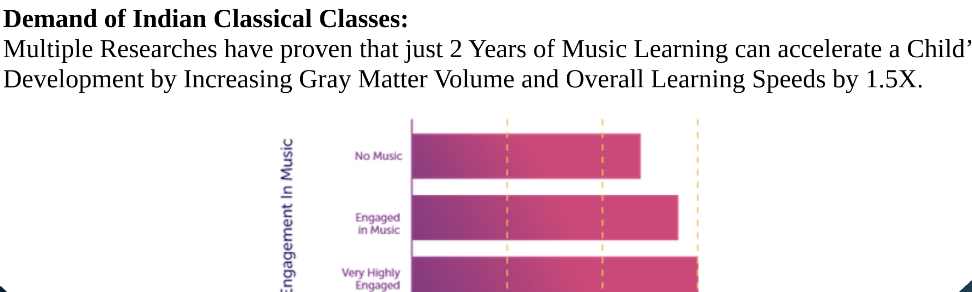 Demand of Indian Classical Classes:
Multiple Researches have proven that just 2 Years of Music Learning can accelerate a Child’
Development by Increasing Gray Matter Volume and Overall Learning Speeds by 1.5X.
Engagement In Music
No Music
Engaged
in Music
Very Highly
Engaged